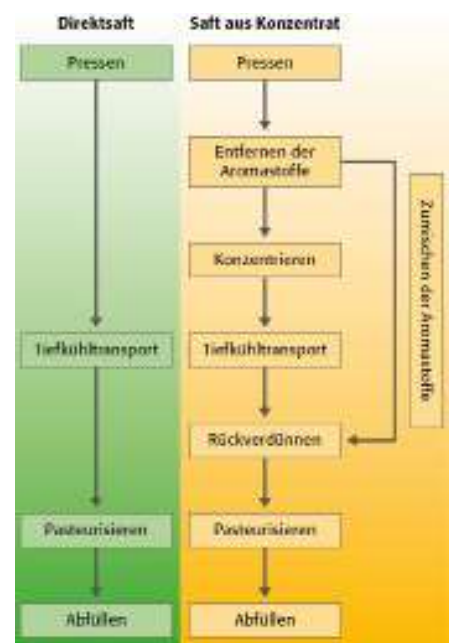 Direktsaft
Pressen
Tiefkühltransport
Pasteurisieren
Abfüllen
Saft aus Konzentrat
Pressen
Entfernen der
Aromastoffe
Konzentrieren
Tiefkühltransport
Rückverdünnen
Pasteurisieren
Abfüllen
Zumischen der Aromastoffe